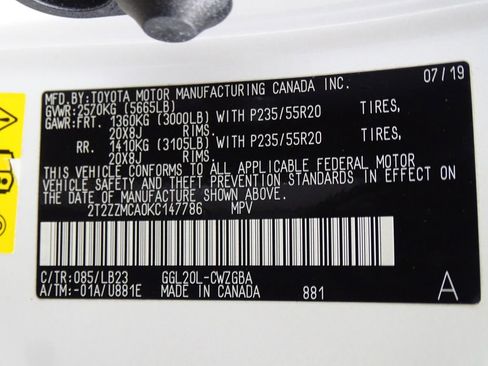 MFD.BY: TOYOTA MOTOR MANUFACTURING CANADA INC. 07/19
GVWR: 2570KG (5665LB)
GAWR: FRT. 1360KG (3000LB) WITH P235/55R20 TIRES,
20X8J RIMS.
RR. 1410KG (3105LB) WITH P235/55R20 TIRES,
20X8J RIMS.
THIS VEHICLE CONFORMS TO ALL APPLICABLE FEDERAL MOTOR
VEHICLE SAFETY AND THEFT PREVENTION STANDARDS IN EFFECT ON
THE DATE OF MANUFACTURE SHOWN ABOVE.
2T2ZZMCA0KC147786 MPV
C/TR: 085/LB23 GGL20L-CWZGBA
A/TM: -01A/U881E MADE IN CANADA 881 A